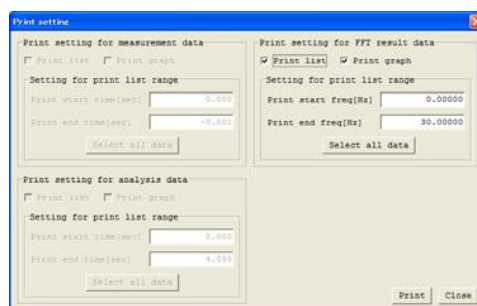 Print setting
Print setting for measurement data
Print list Print graph
Setting for print list range
Print start time[sec] 0.000
Print end time[sec] -0.001
Select all data
Print setting for FFT result data
Print list Print graph
Setting for print list range
Print start freq[Hz] 0.00000
Print end freq[Hz] 30.00000
Select all data
Print setting for analysis data
Print list Print graph
Setting for print list range
Print start time[sec] 0.000
Print end time[sec] 4.095
Select all data
Print Close